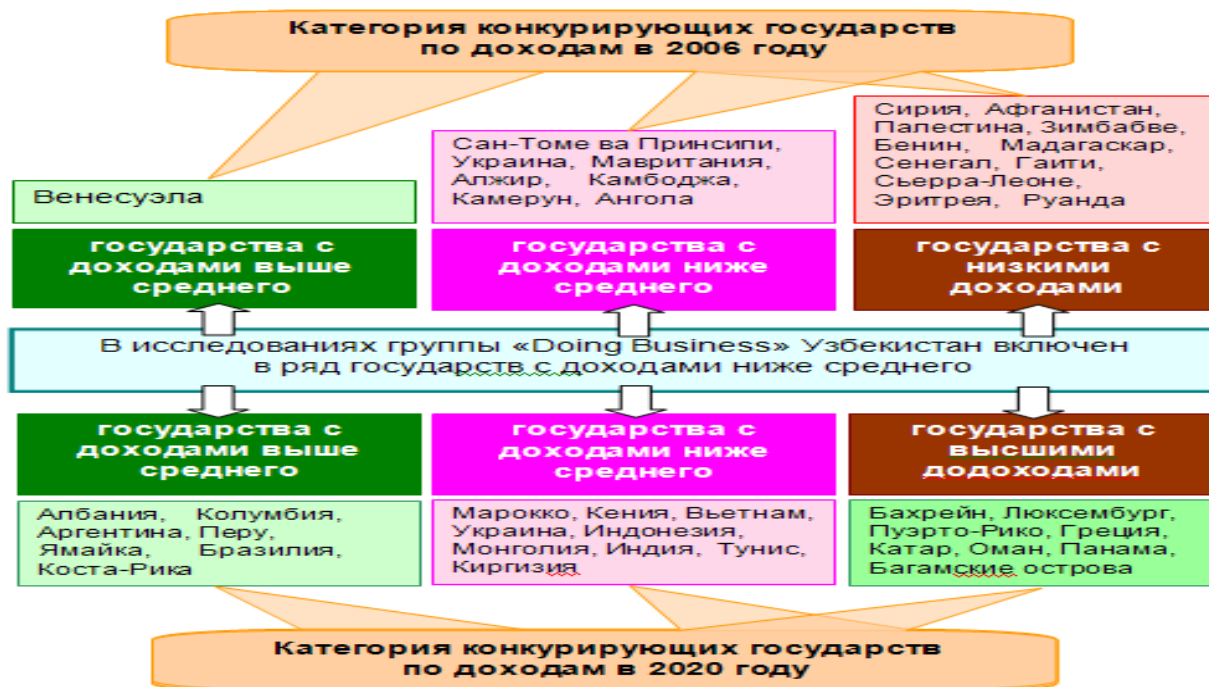 Категория конкурирующих государств
по доходам в 2006 году
Венесуэла
Сан-Томе ва Принсипи,
Украина, Мавритания,
Алжир, Камбоджа,
Камерун, Ангола
Сирия, Афганистан,
Палестина, Зимбабве,
Бенин, Мадагаскар,
Сенегал, Гаити,
Сьерра-Леоне,
Эритрея, Руанда
государства с
доходами выше
среднего
государства с
доходами ниже
среднего
государства с
низкими
доходами
В исследованиях группы «Doing Business» Узбекистан включен
в ряд государств с доходами ниже среднего
государства с
доходами выше
среднего
государства с
доходами ниже
среднего
государства с
высшими
додоходами
Албания, Колумбия,
Аргентина, Перу,
Ямайка, Бразилия,
Коста-Рика
Марокко, Кения, Вьетнам,
Украина, Индонезия,
Монголия, Индия, Тунис,
Киргизия
Бахрейн, Люксембург,
Пуэрто-Рико, Греция,
Катар, Оман, Панама,
Багамские острова
Категория конкурирующих государств
по доходам в 2020 году